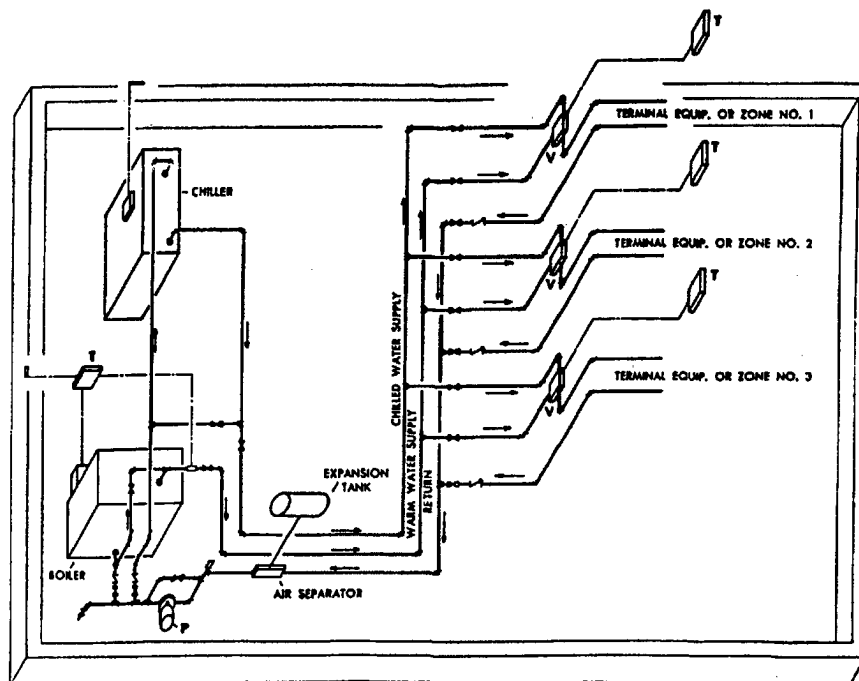 T
TERMINAL EQUIP. OR ZONE NO. 1
V
T
CHILLER
TERMINAL EQUIP. OR ZONE NO. 2
V
T
T
TERMINAL EQUIP. OR ZONE NO. 3
V
CHILLED WATER SUPPLY
WARM WATER SUPPLY
RETURN
EXPANSION
TANK
BOILER
AIR SEPARATOR
P